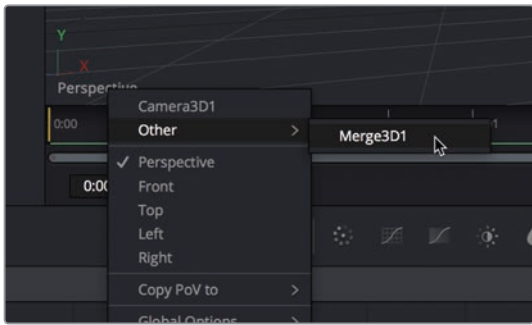 Y
X
Perspective
Camera3D1
0:00
Other >
Merge3D1
✓ Perspective
0:00
Front
Top
Left
Right
Copy PoV to >
Global Options >